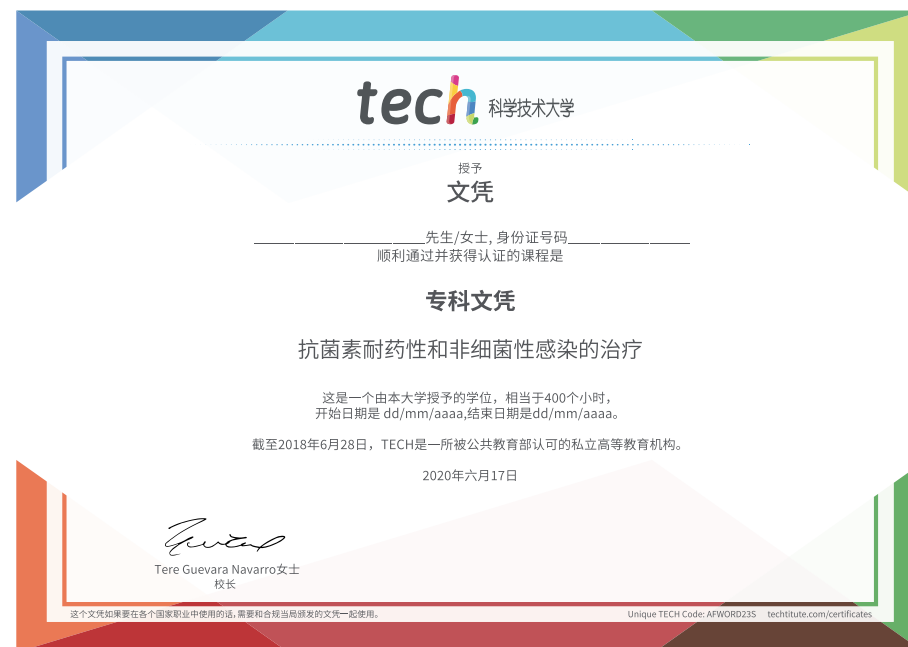 tech 科学技术大学
授予
文凭
先生/女士, 身份证号码
顺利通过并获得认证的课程是
专科文凭
抗菌素耐药性和非细菌性感染的治疗
这是一个由本大学授予的学位，相当于400个小时，
开始日期是 dd/mm/aaaa,结束日期是dd/mm/aaaa。
截至2018年6月28日，TECH是一所被公共教育部认可的私立高等教育机构。
2020年六月17日
Tere Guevara Navarro女士
校长
这个文凭如果要在各个国家职业中使用的话,需要和合规当局颁发的文凭一起使用。
Unique TECH Code: AFWORD23S techtitute.com/certificates